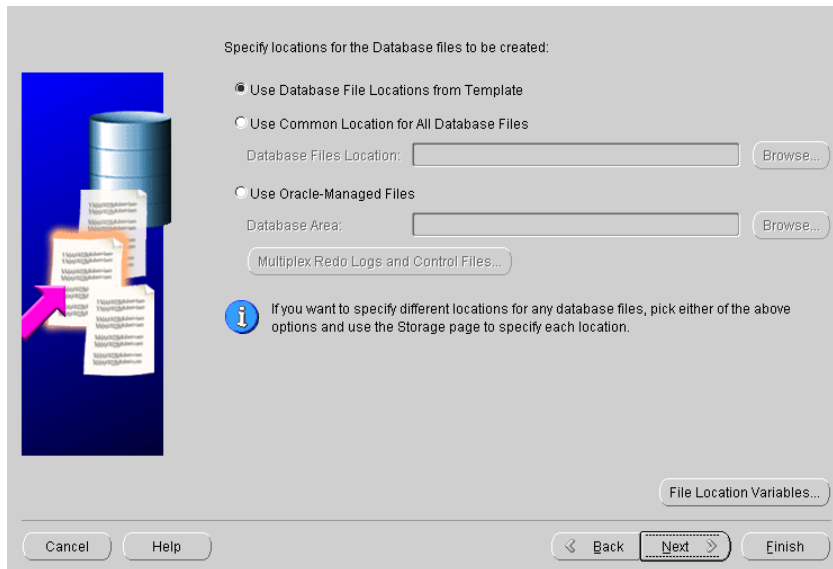 Specify locations for the Database files to be created:
Use Database File Locations from Template
Use Common Location for All Database Files
Database Files Location:
Browse...
Use Oracle-Managed Files
Database Area:
Browse...
Multiplex Redo Logs and Control Files...
If you want to specify different locations for any database files, pick either of the above
options and use the Storage page to specify each location.
File Location Variables...
Cancel
Help
Back
Next
Finish